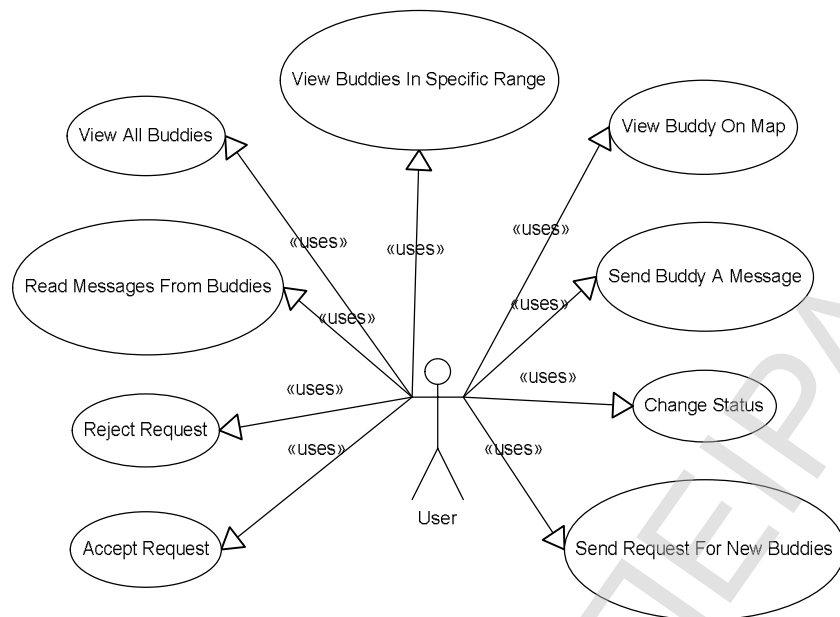 View Buddies In Specific Range
View All Buddies
View Buddy On Map
«uses»
«uses»
«uses»
Read Messages From Buddies
Send Buddy A Message
«uses»
«uses»
«uses»
«uses»
Reject Request
Change Status
«uses»
«uses»
User
Accept Request
Send Request For New Buddies